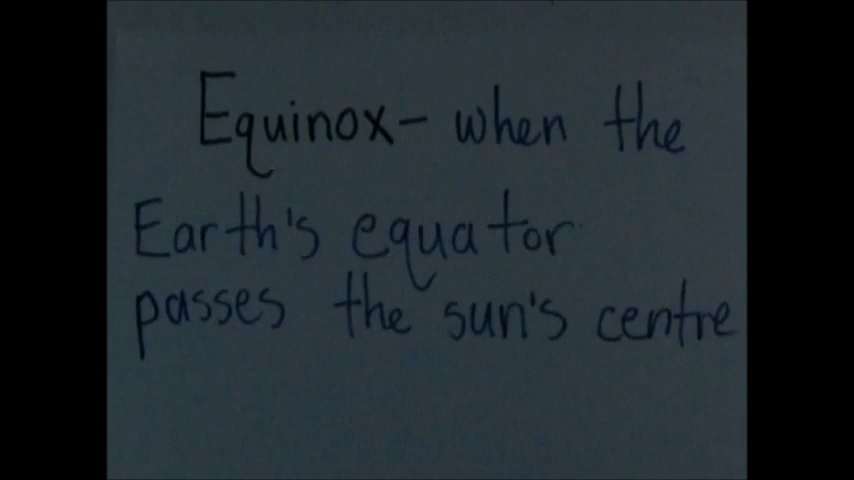 Equinox- when the
Earth's equator
passes the sun's centre